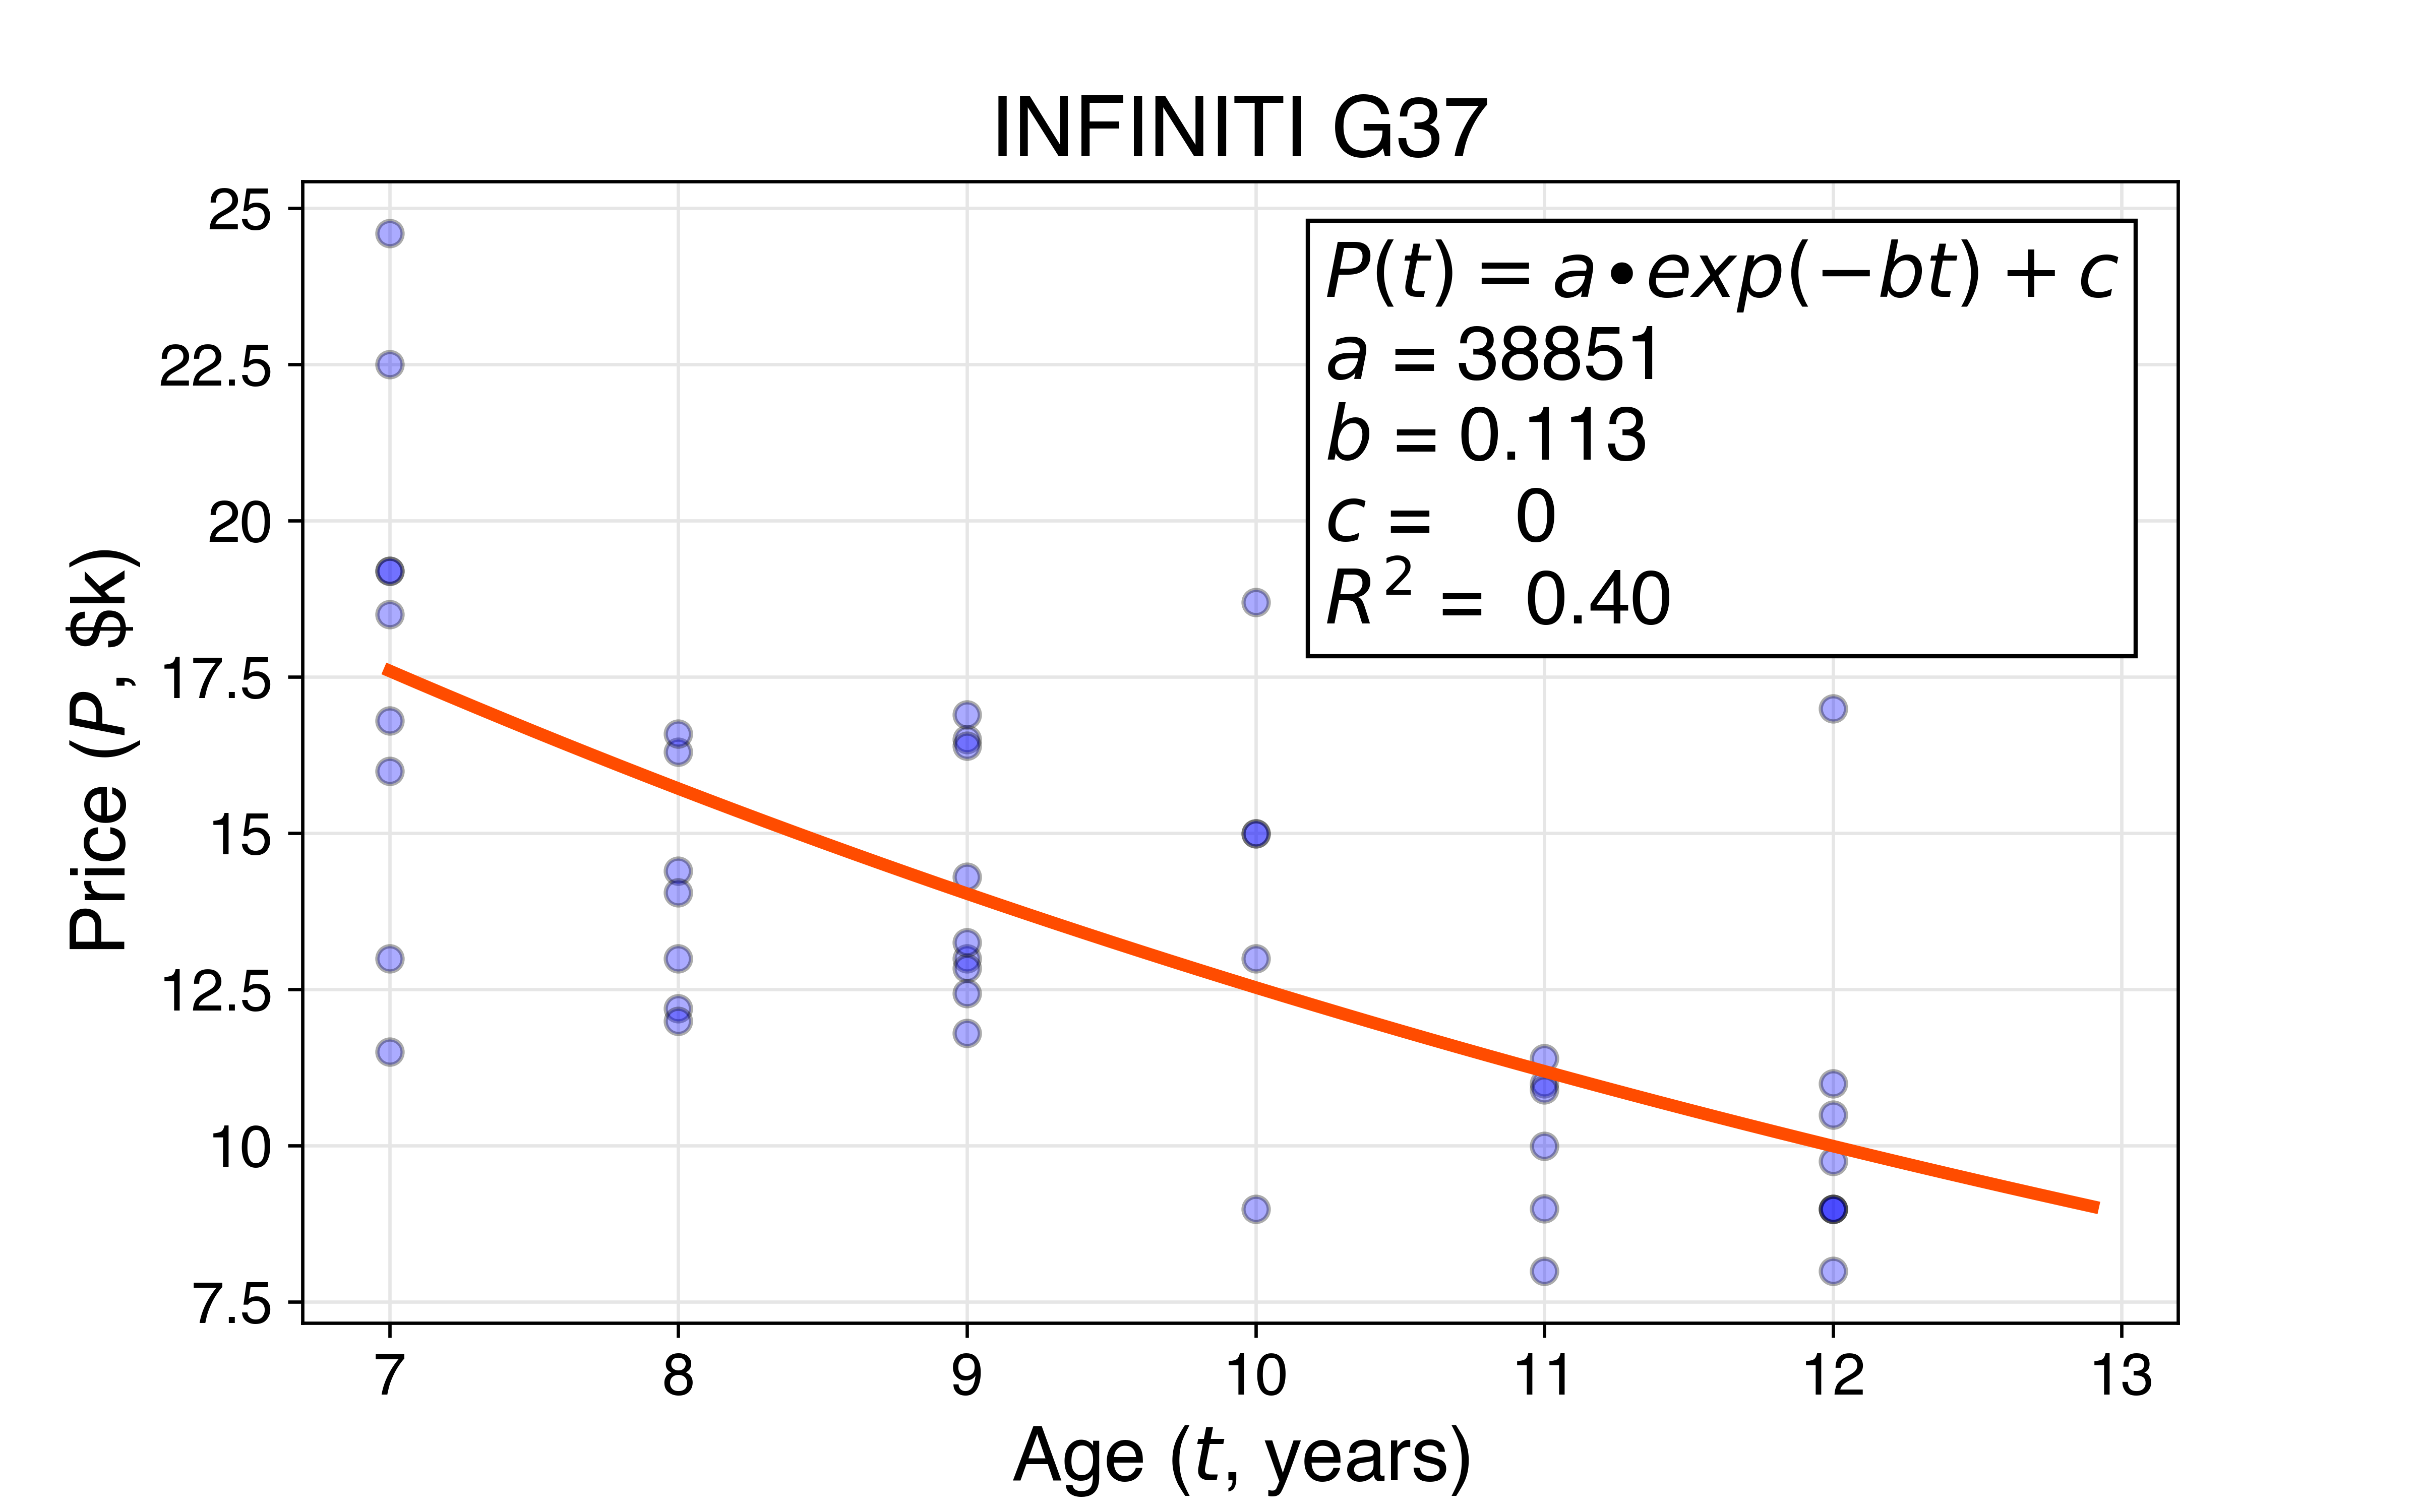 INFINITI G37
25
22.5
20
17.5
15
12.5
10
7.5
Price (P, $k)
P(t) = a•exp(−bt) + c
a = 38851
b = 0.113
c = 0
R² = 0.40
7 8 9 10 11 12 13
Age (t, years)